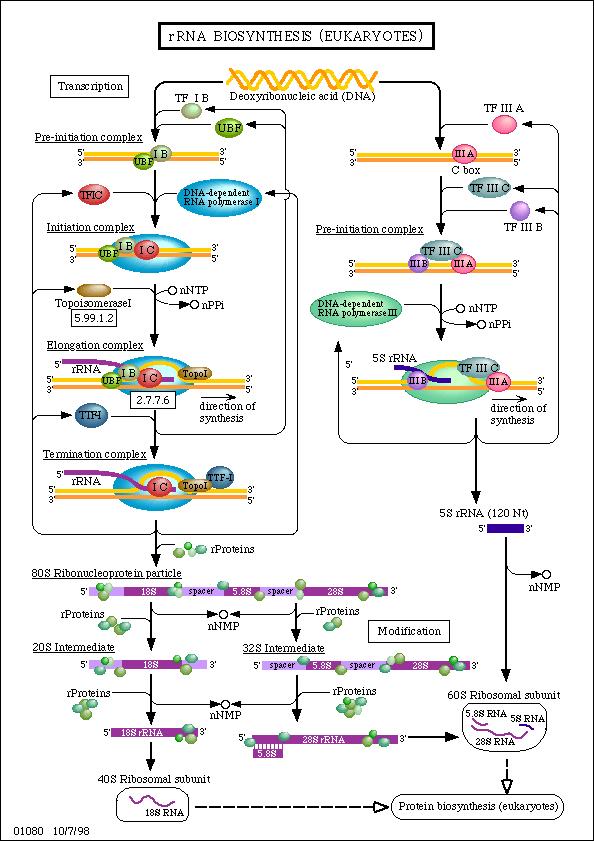 rRNA BIOSYNTHESIS (EUKARYOTES)
Transcription
Deoxyribonucleic acid (DNA)
TF I B
UBF
Pre-initiation complex
5' UBF I B 3'
3' 5'
TFIC
DNA-dependent
RNA polymerase I
Initiation complex
5' UBF I B I C 3'
3' 5'
TopoisomeraseI
5.99.1.2
nNTP
nPPi
Elongation complex
rRNA
5' UBF I B I C TopoI 3'
3' 5'
2.7.7.6
direction of
synthesis
TTF-I
Termination complex
rRNA
5' I C TopoI TTF-I 3'
3' 5'
TF III A
5' III A 3'
3' 5'
C box
TF III C
TF III B
Pre-initiation complex
TF III C
5' III B III A 3'
3' 5'
DNA-dependent
RNA polymerase III
nNTP
nPPi
5' 5S rRNA
TF III C
5' III B III A 3'
3' 5'
direction of
synthesis
5S rRNA (120 Nt)
5' 3'
nNMP
rProteins
80S Ribonucleoprotein particle
5' 18S spacer 5.8S spacer 28S 3'
rProteins
nNMP
rProteins
Modification
20S Intermediate
5' 18S 3'
32S Intermediate
5' spacer 5.8S spacer 28S 3'
rProteins
nNMP
rProteins
5' 18S rRNA 3'
5' 28S rRNA 3'
5.8S
60S Ribosomal subunit
5.8S RNA
5S RNA
28S RNA
40S Ribosomal subunit
18S RNA
Protein biosynthesis (eukaryotes)
01080 10/7/98